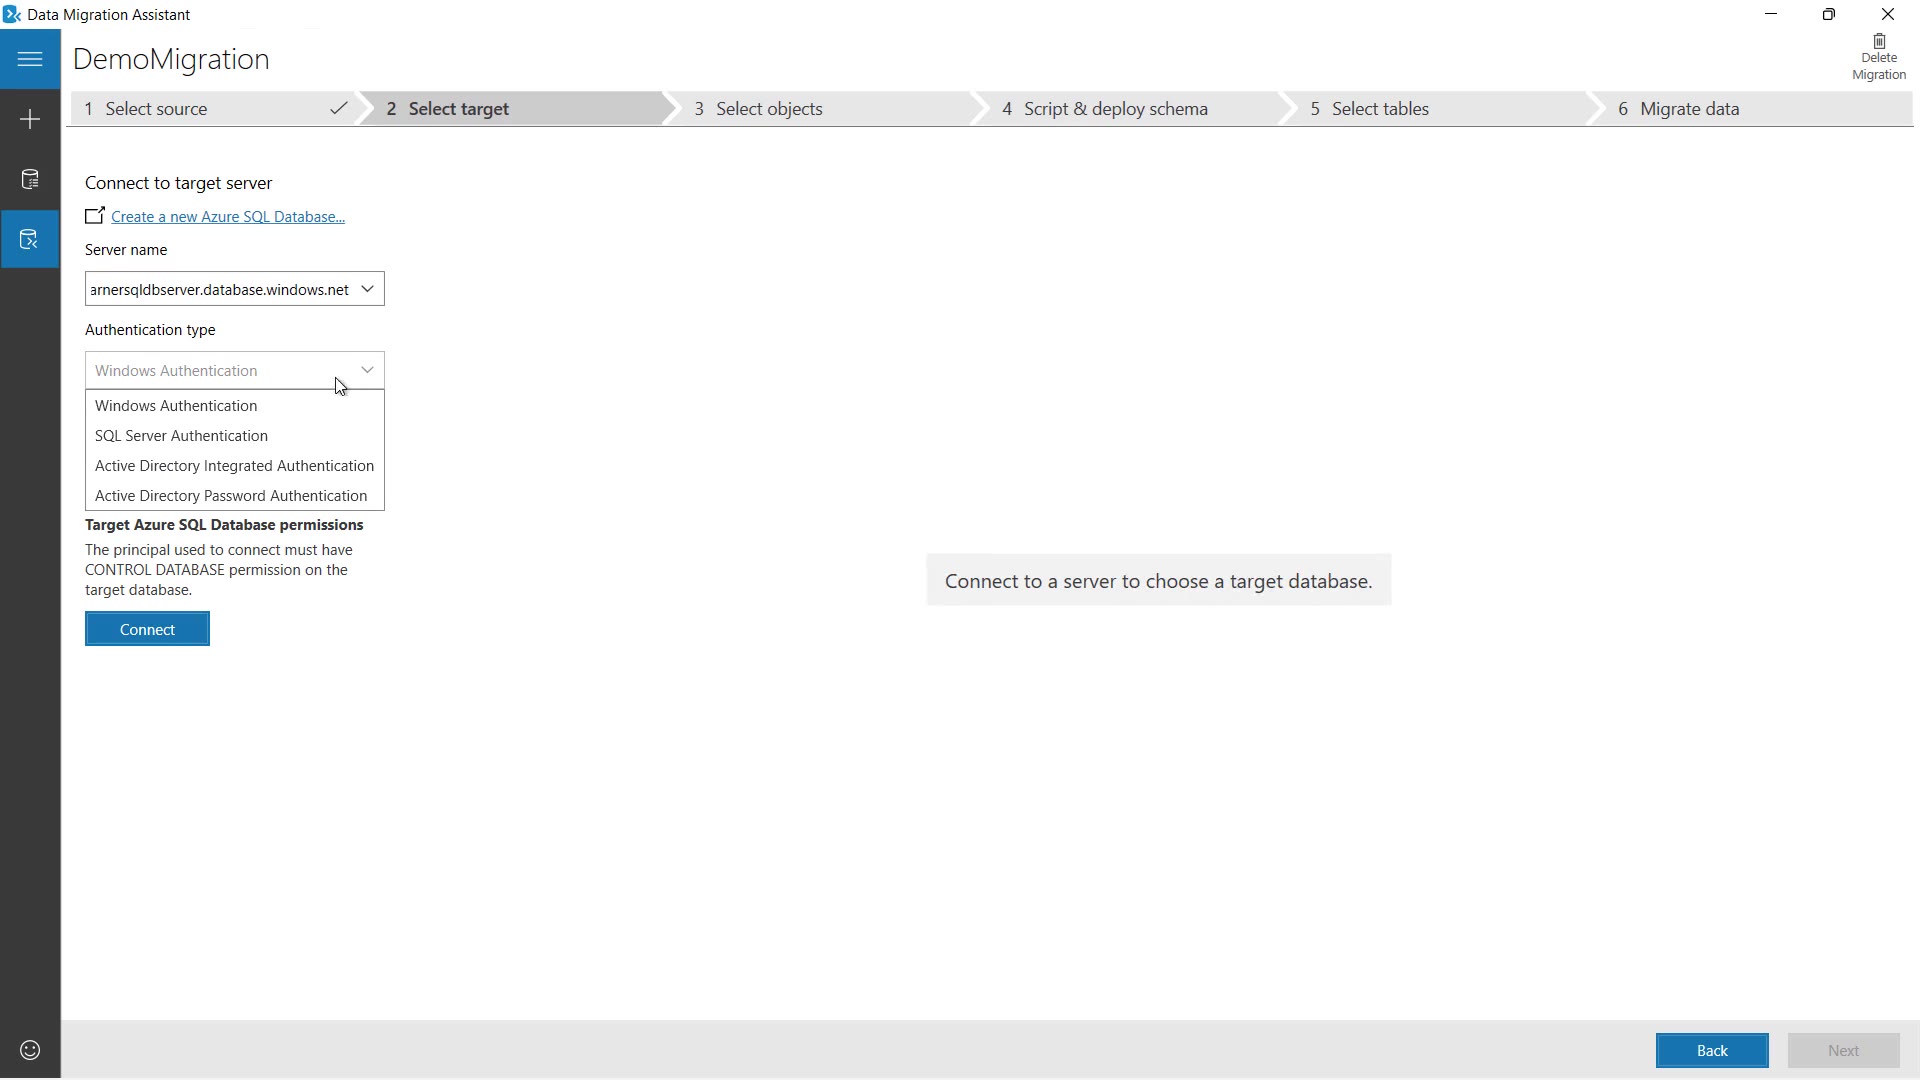 Data Migration Assistant
DemoMigration
Delete
Migration
1 Select source
2 Select target
3 Select objects
4 Script & deploy schema
5 Select tables
6 Migrate data
Connect to target server
Create a new Azure SQL Database...
Server name
arnersqldbserver.database.windows.net
Authentication type
Windows Authentication
Windows Authentication
SQL Server Authentication
Active Directory Integrated Authentication
Active Directory Password Authentication
Target Azure SQL Database permissions
The principal used to connect must have
CONTROL DATABASE permission on the
target database.
Connect
Connect to a server to choose a target database.
Back
Next